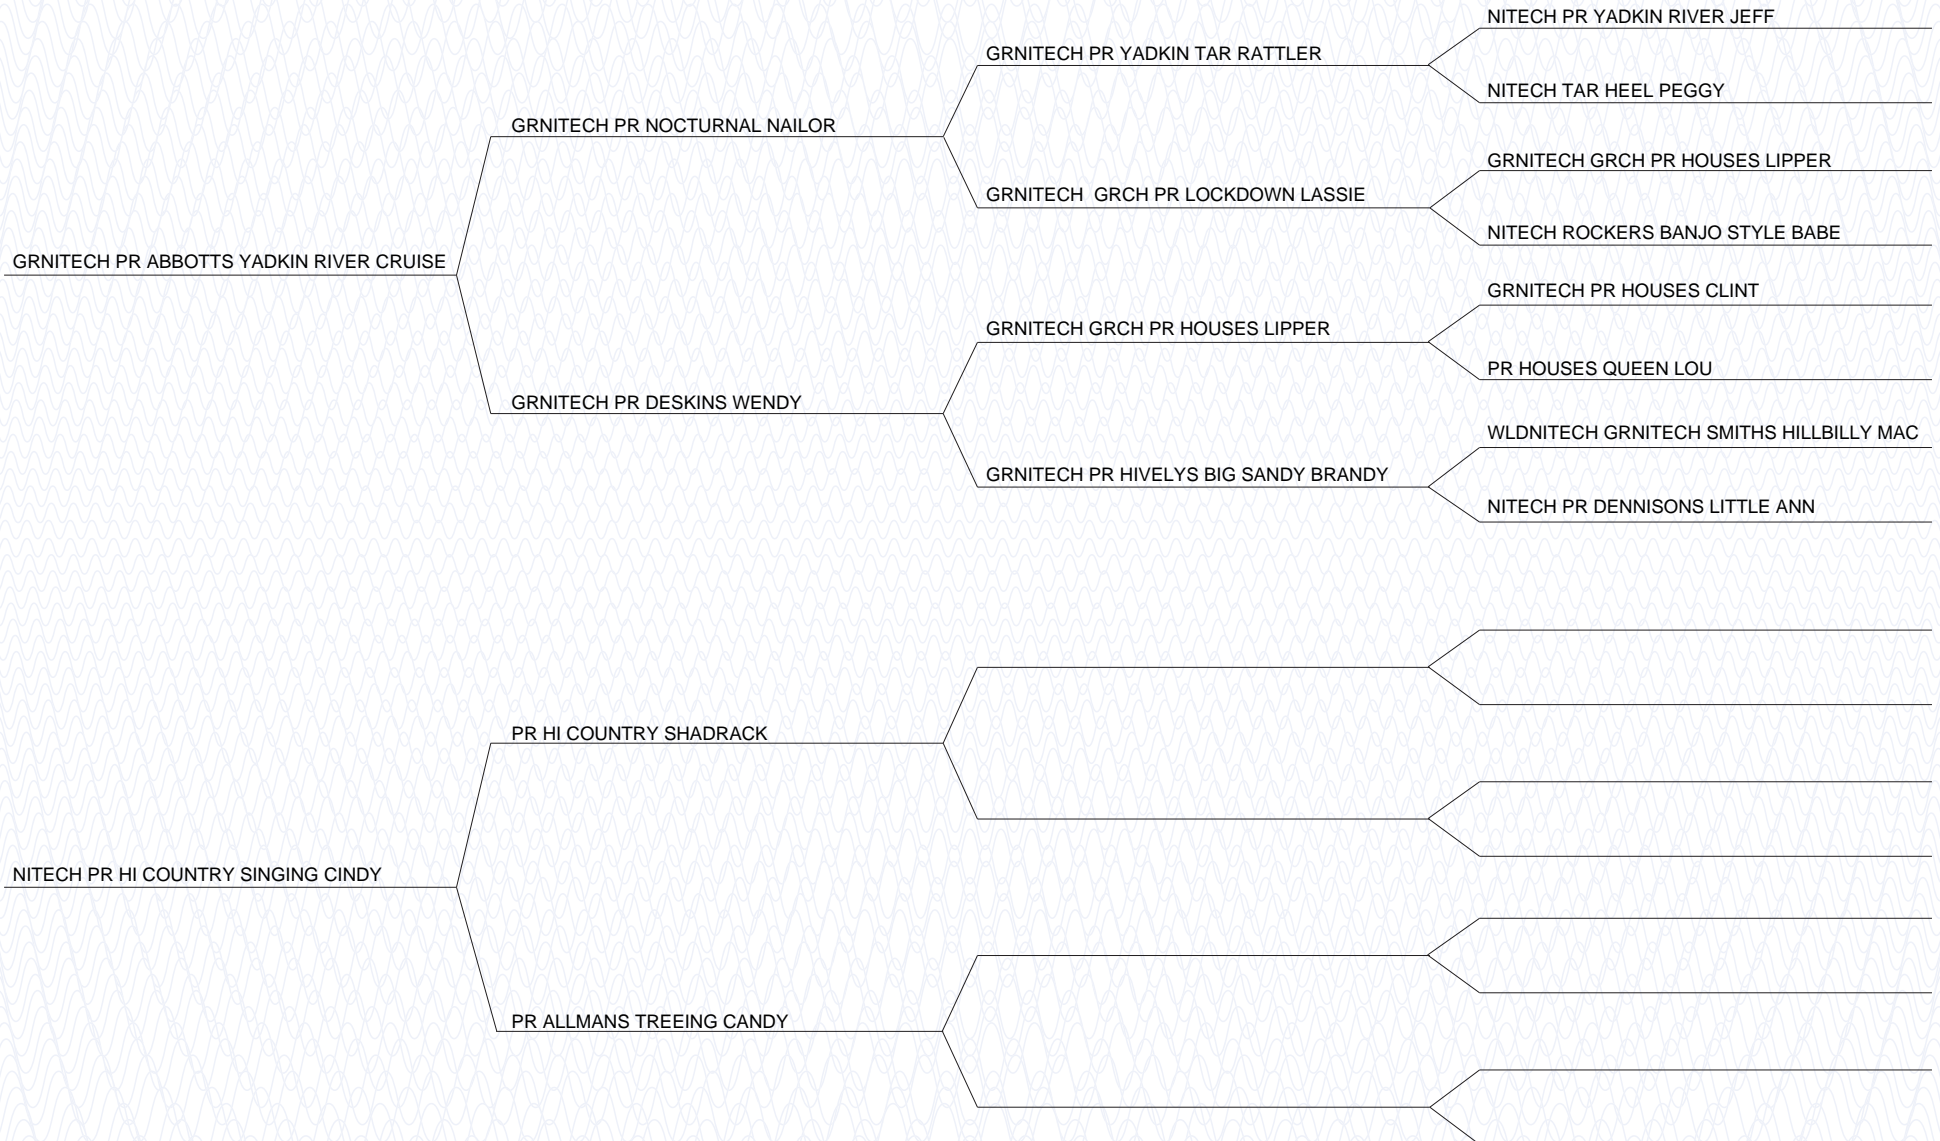 NITECH PR YADKIN RIVER JEFF
GRNITECH PR YADKIN TAR RATTLER
NITECH TAR HEEL PEGGY
GRNITECH PR NOCTURNAL NAILOR
GRNITECH GRCH PR HOUSES LIPPER
GRNITECH  GRCH PR LOCKDOWN LASSIE
NITECH ROCKERS BANJO STYLE BABE
GRNITECH PR ABBOTTS YADKIN RIVER CRUISE
GRNITECH PR HOUSES CLINT
GRNITECH GRCH PR HOUSES LIPPER
PR HOUSES QUEEN LOU
GRNITECH PR DESKINS WENDY
WLDNITECH GRNITECH SMITHS HILLBILLY MAC
GRNITECH PR HIVELYS BIG SANDY BRANDY
NITECH PR DENNISONS LITTLE ANN
PR HI COUNTRY SHADRACK
NITECH PR HI COUNTRY SINGING CINDY
PR ALLMANS TREEING CANDY